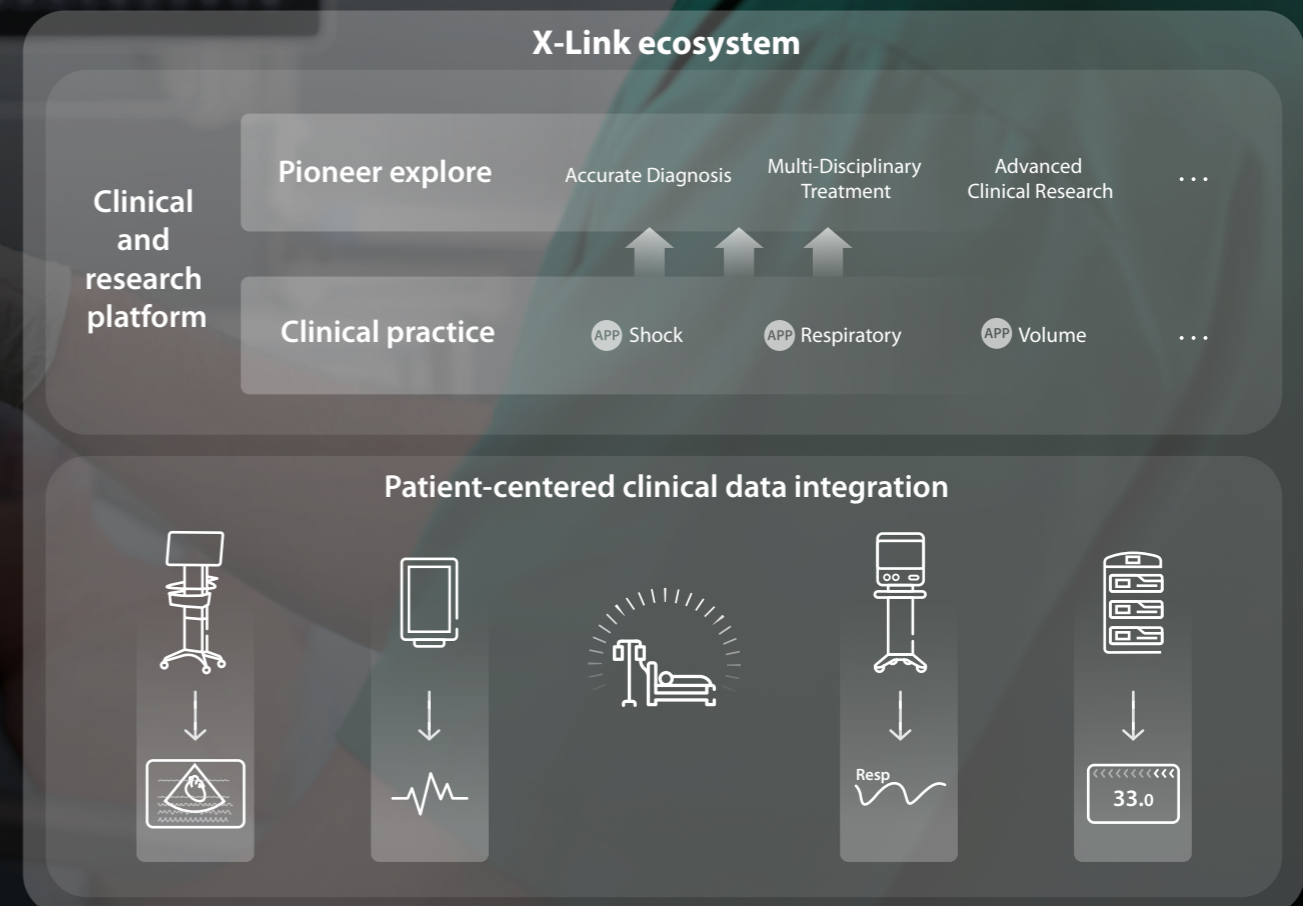 X-Link ecosystem
Clinical
and
research
platform
Pioneer explore
Accurate Diagnosis
Multi-Disciplinary
Treatment
Advanced
Clinical Research
...
Clinical practice
APP Shock
APP Respiratory
APP Volume
...
Patient-centered clinical data integration
Resp
33.0